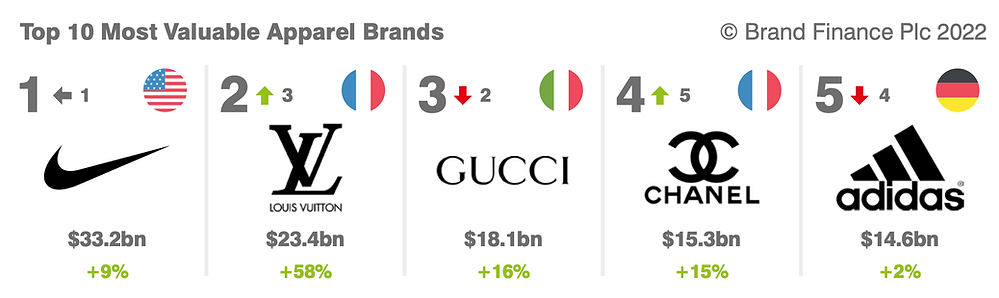 Top 10 Most Valuable Apparel Brands
© Brand Finance Plc 2022
1 1
2 3
3 2
4 5
5 4
LOUIS VUITTON
GUCCI
CHANEL
adidas®
$33.2bn
$23.4bn
$18.1bn
$15.3bn
$14.6bn
+9%
+58%
+16%
+15%
+2%